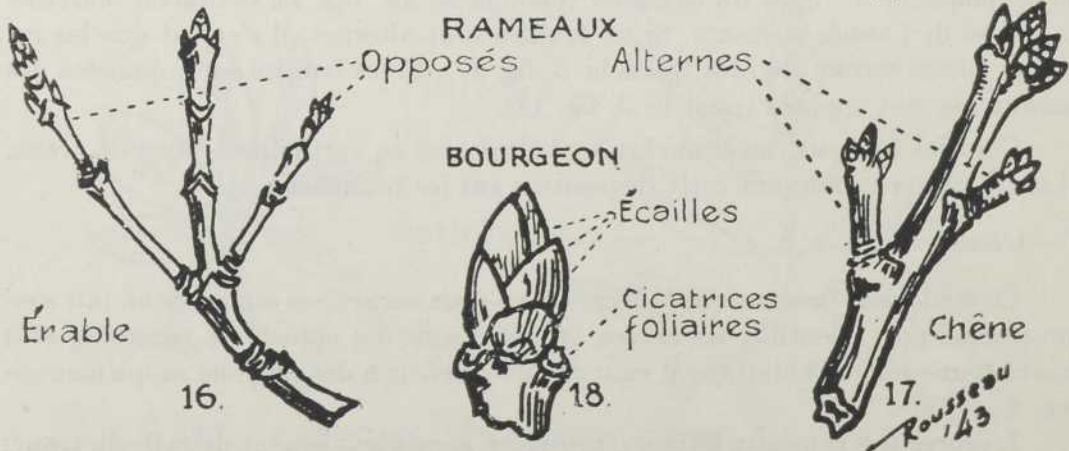 RAMEAUX
Opposés
Alternes
BOURGEON
Écailles
Cicatrices
foliaires
Érable
Chêne
16.
18.
17.
Rousseau
'43